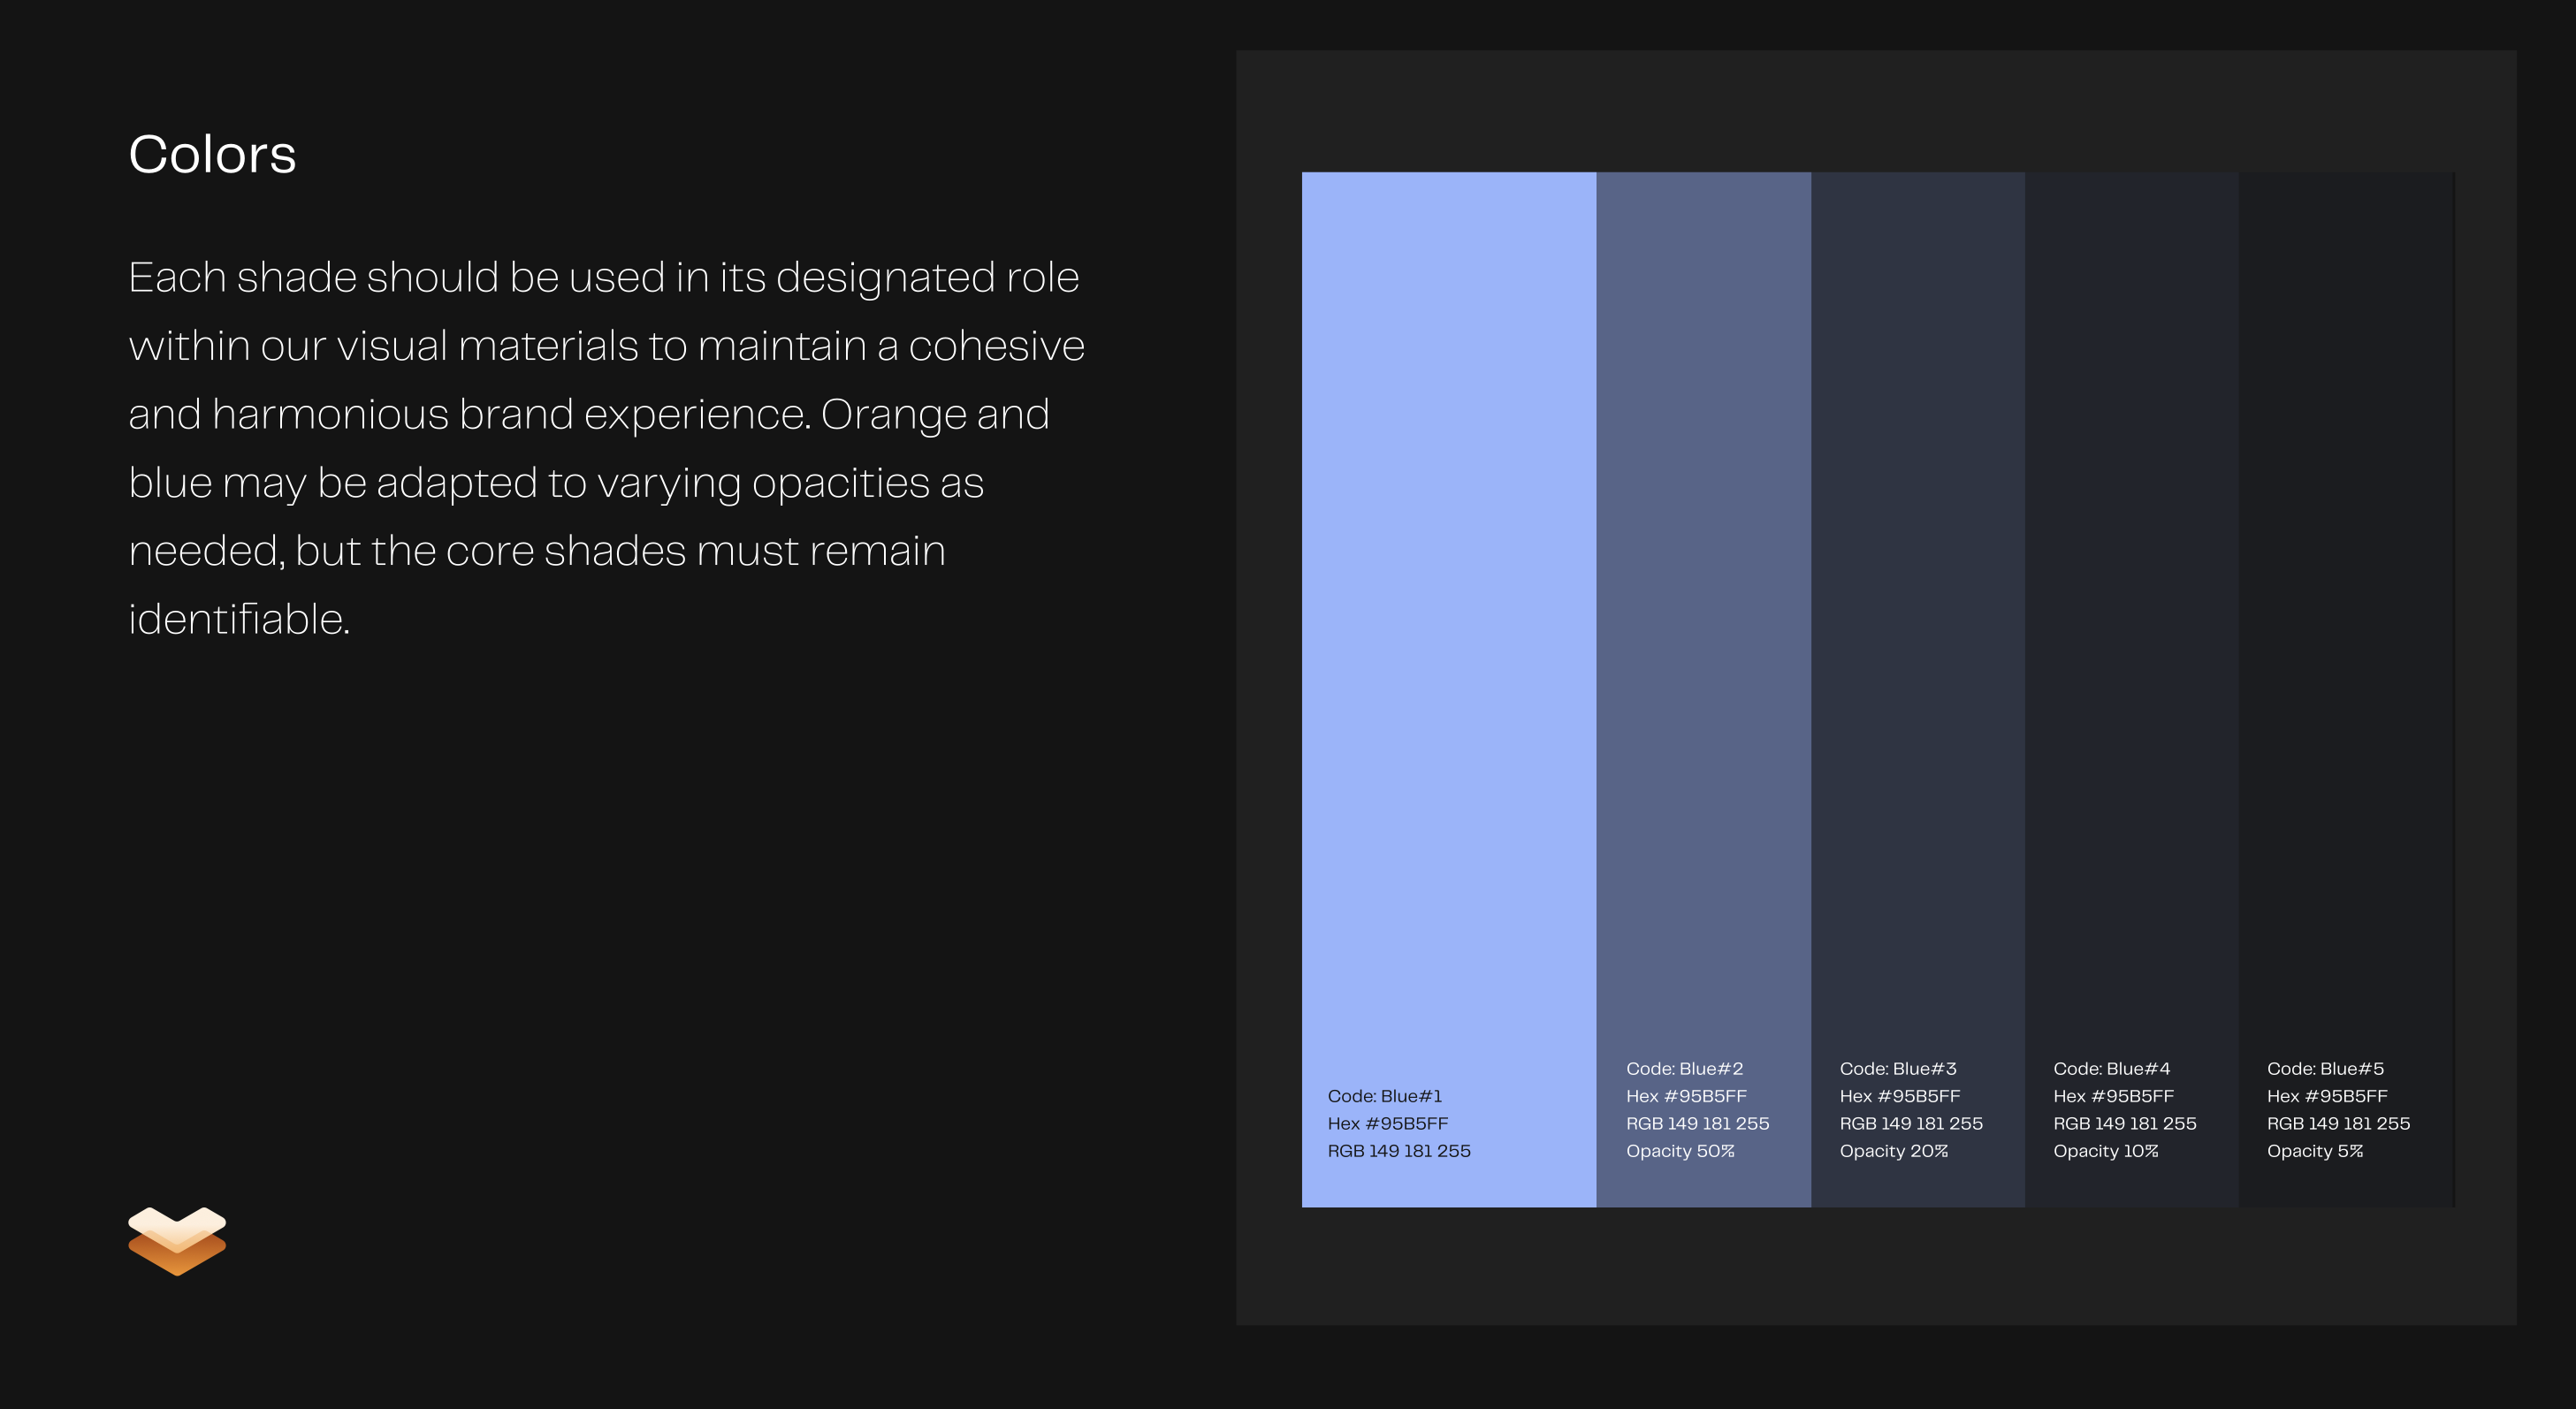 Colors
Each shade should be used in its designated role
within our visual materials to maintain a cohesive
and harmonious brand experience. Orange and
blue may be adapted to varying opacities as
needed, but the core shades must remain
identifiable.
Code: Blue#1
Hex #95B5FF
RGB 149 181 255
Code: Blue#2
Hex #95B5FF
RGB 149 181 255
Opacity 50%
Code: Blue#3
Hex #95B5FF
RGB 149 181 255
Opacity 20%
Code: Blue#4
Hex #95B5FF
RGB 149 181 255
Opacity 10%
Code: Blue#5
Hex #95B5FF
RGB 149 181 255
Opacity 5%